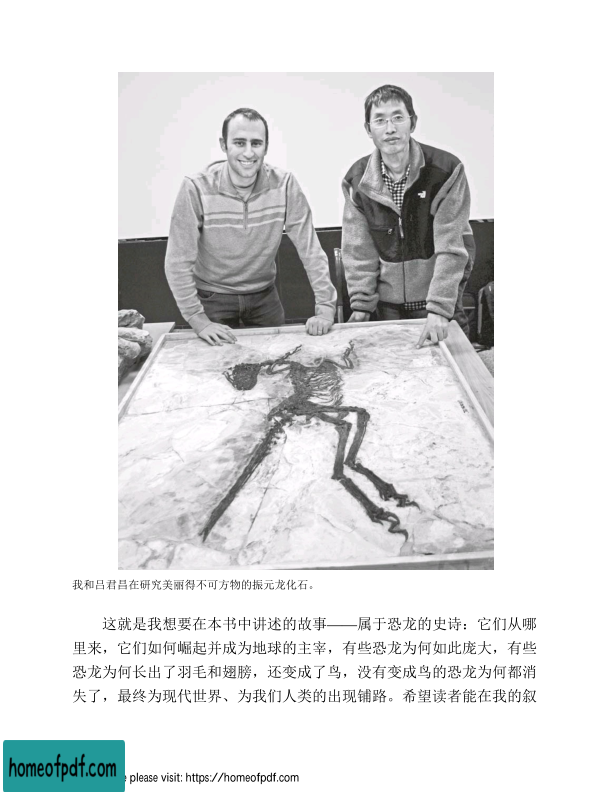 我和吕君昌在研究美丽得不可方物的振元龙化石。
这就是我想要在本书中讲述的故事——属于恐龙的史诗：它们从哪
里来，它们如何崛起并成为地球的主宰，有些恐龙为何如此庞大，有些
恐龙为何长出了羽毛和翅膀，还变成了鸟，没有变成鸟的恐龙为何都消
失了，最终为现代世界、为我们人类的出现铺路。希望读者能在我的叙
homeofpdf.com
please visit: https://homeofpdf.com